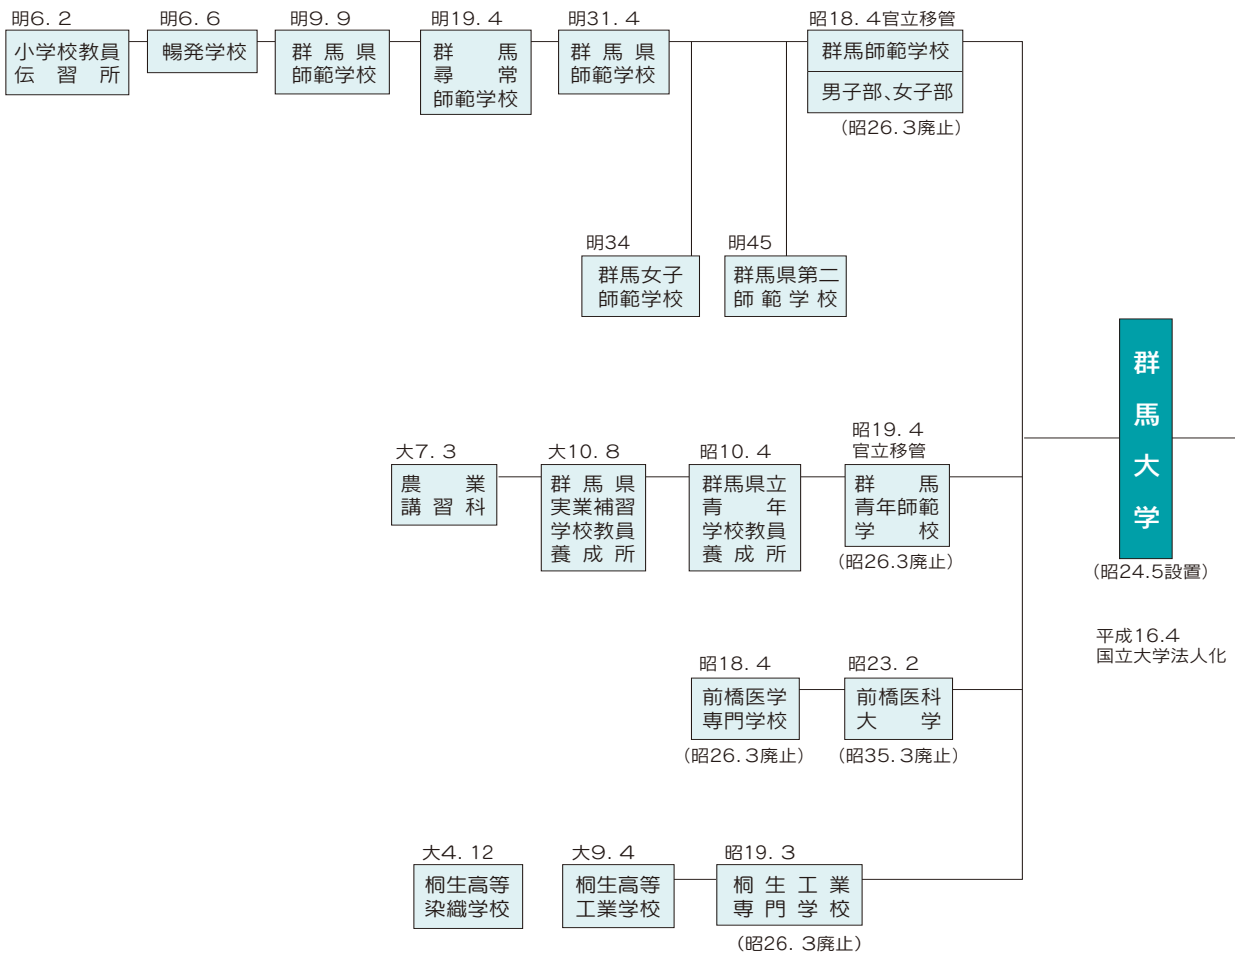 明6. 2
小学校教員
伝習所
明6. 6
暢発学校
明9. 9
群馬県
師範学校
明19. 4
群馬
尋常
師範学校
明31. 4
群馬県
師範学校
昭18. 4官立移管
群馬師範学校
男子部、女子部
(昭26. 3廃止)
明34
群馬女子
師範学校
明45
群馬県第二
師範学校
大7. 3
農業
講習科
大10. 8
群馬県
実業補習
学校教員
養成所
昭10. 4
群馬県立
青年
学校教員
養成所
昭19. 4
官立移管
群馬
青年師範
学校
(昭26.3廃止)
昭18. 4
前橋医学
専門学校
(昭26. 3廃止)
昭23. 2
前橋医科
大学
(昭35. 3廃止)
大4. 12
桐生高等
染織学校
大9. 4
桐生高等
工業学校
昭19. 3
桐生工業
専門学校
(昭26. 3廃止)
群馬大学
(昭24.5設置)
平成16.4
国立大学法人化